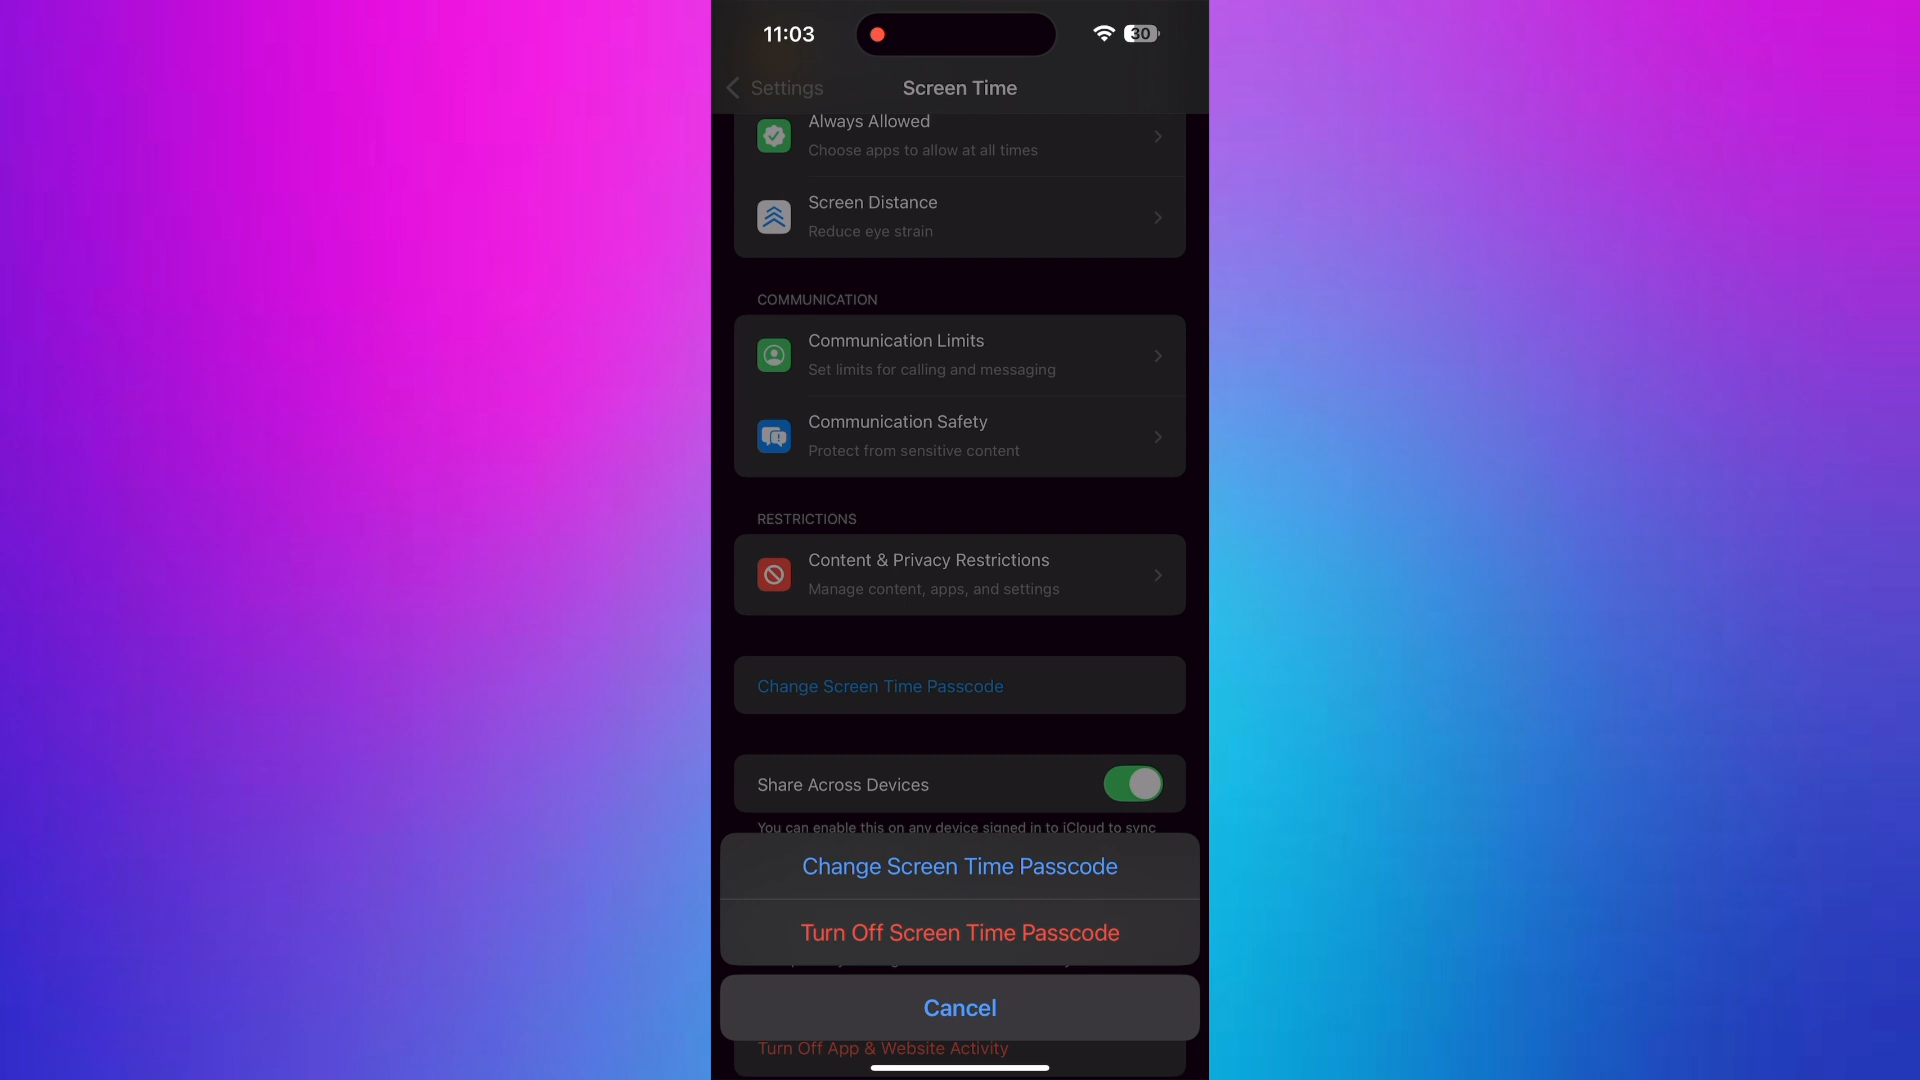 11:03
30
Settings
Screen Time
Always Allowed
Choose apps to allow at all times
Screen Distance
Reduce eye strain
COMMUNICATION
Communication Limits
Set limits for calling and messaging
Communication Safety
Protect from sensitive content
RESTRICTIONS
Content & Privacy Restrictions
Manage content, apps, and settings
Change Screen Time Passcode
Share Across Devices
You can enable this on any device signed in to iCloud to sync
Change Screen Time Passcode
Turn Off Screen Time Passcode
Cancel
Turn Off App & Website Activity